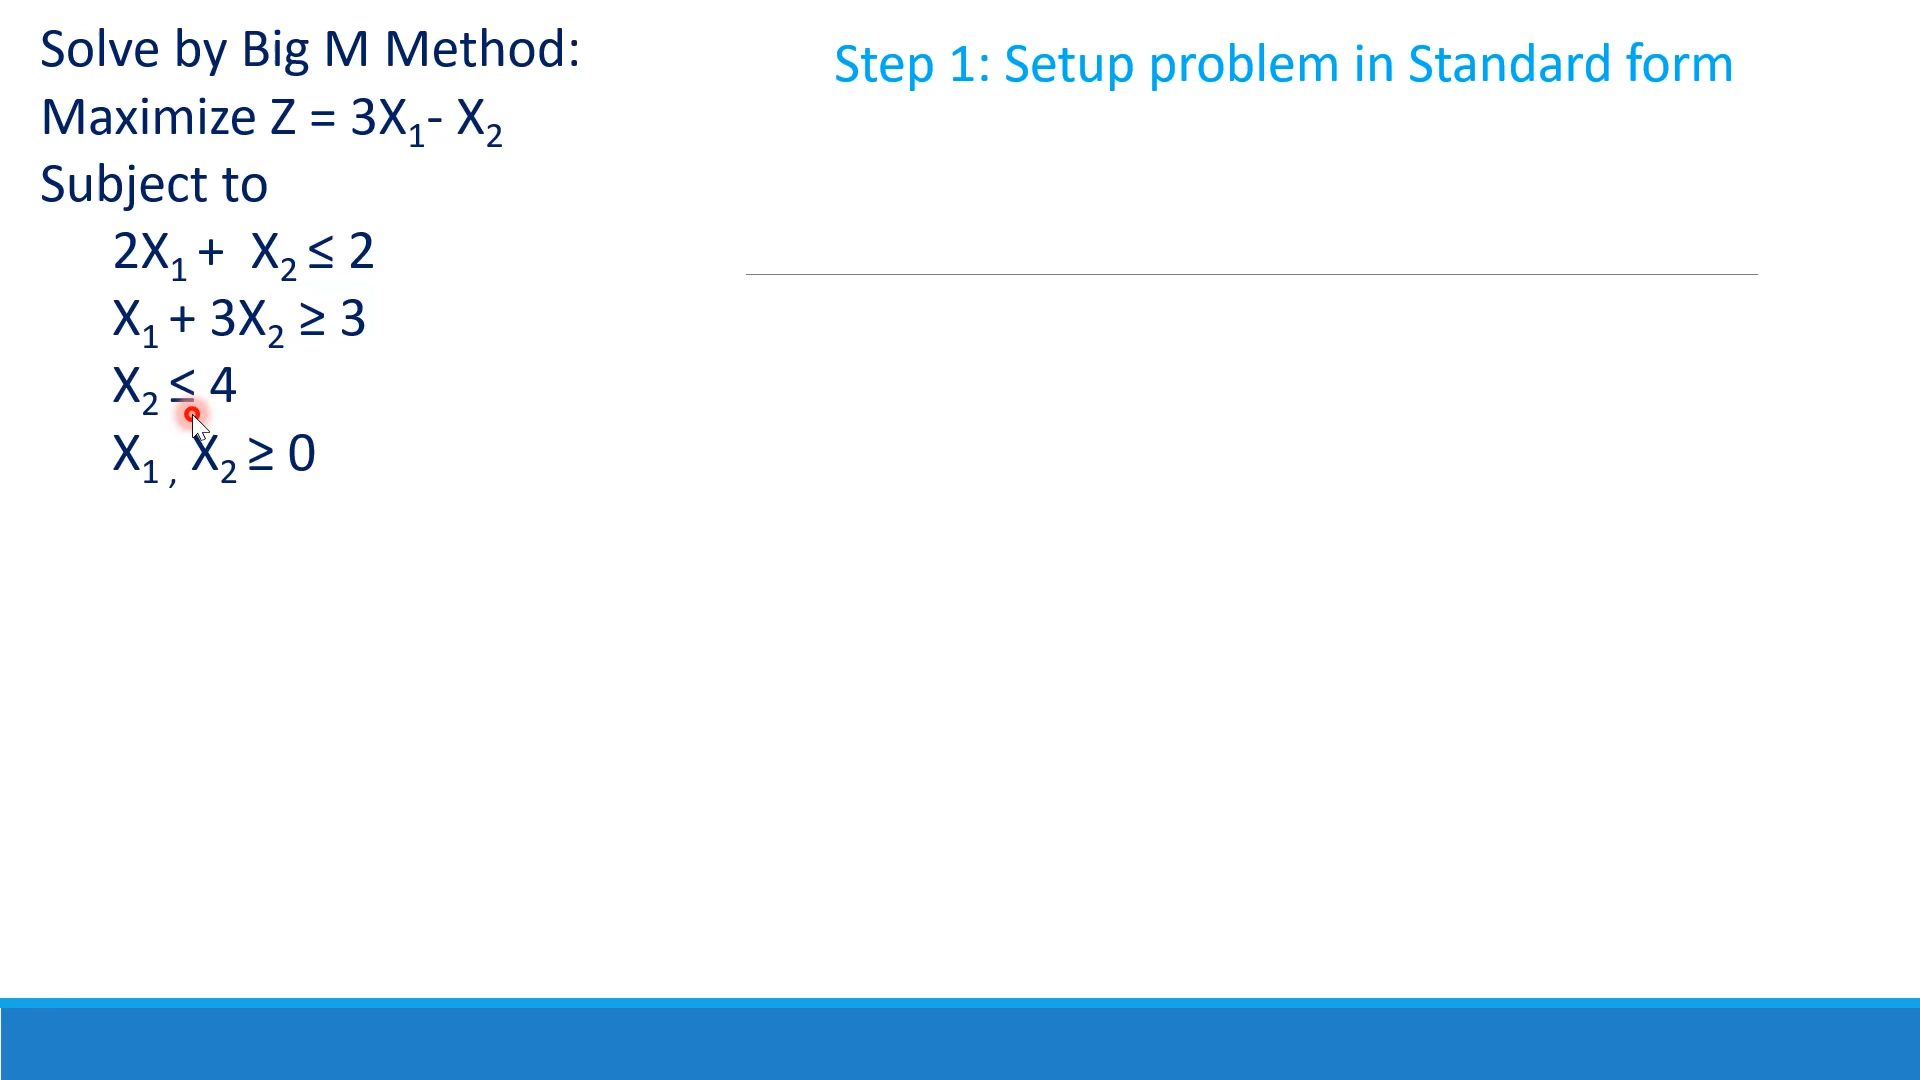 Solve by Big M Method:
Maximize Z = 3X₁- X₂
Subject to
2X₁ + X₂ ≤ 2
X₁ + 3X₂ ≥ 3
X₂ ≤ 4
X₁ , X₂ ≥ 0
Step 1: Setup problem in Standard form